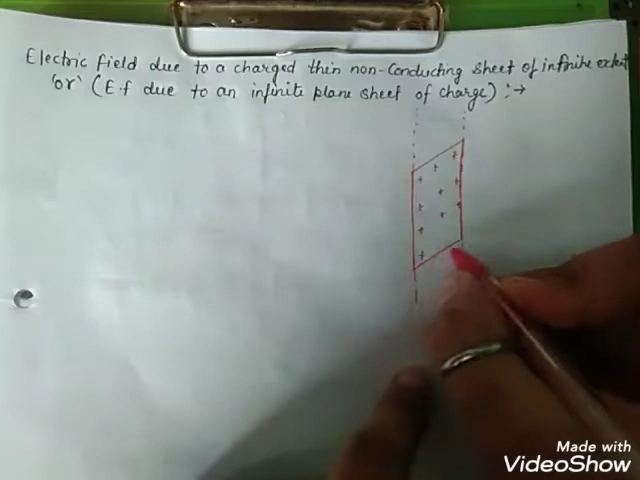 Electric field due to a charged thin non-Conducting sheet of infinite extent
'or' (E.f due to an infinite plane sheet of charge) :→
Made with
VideoShow